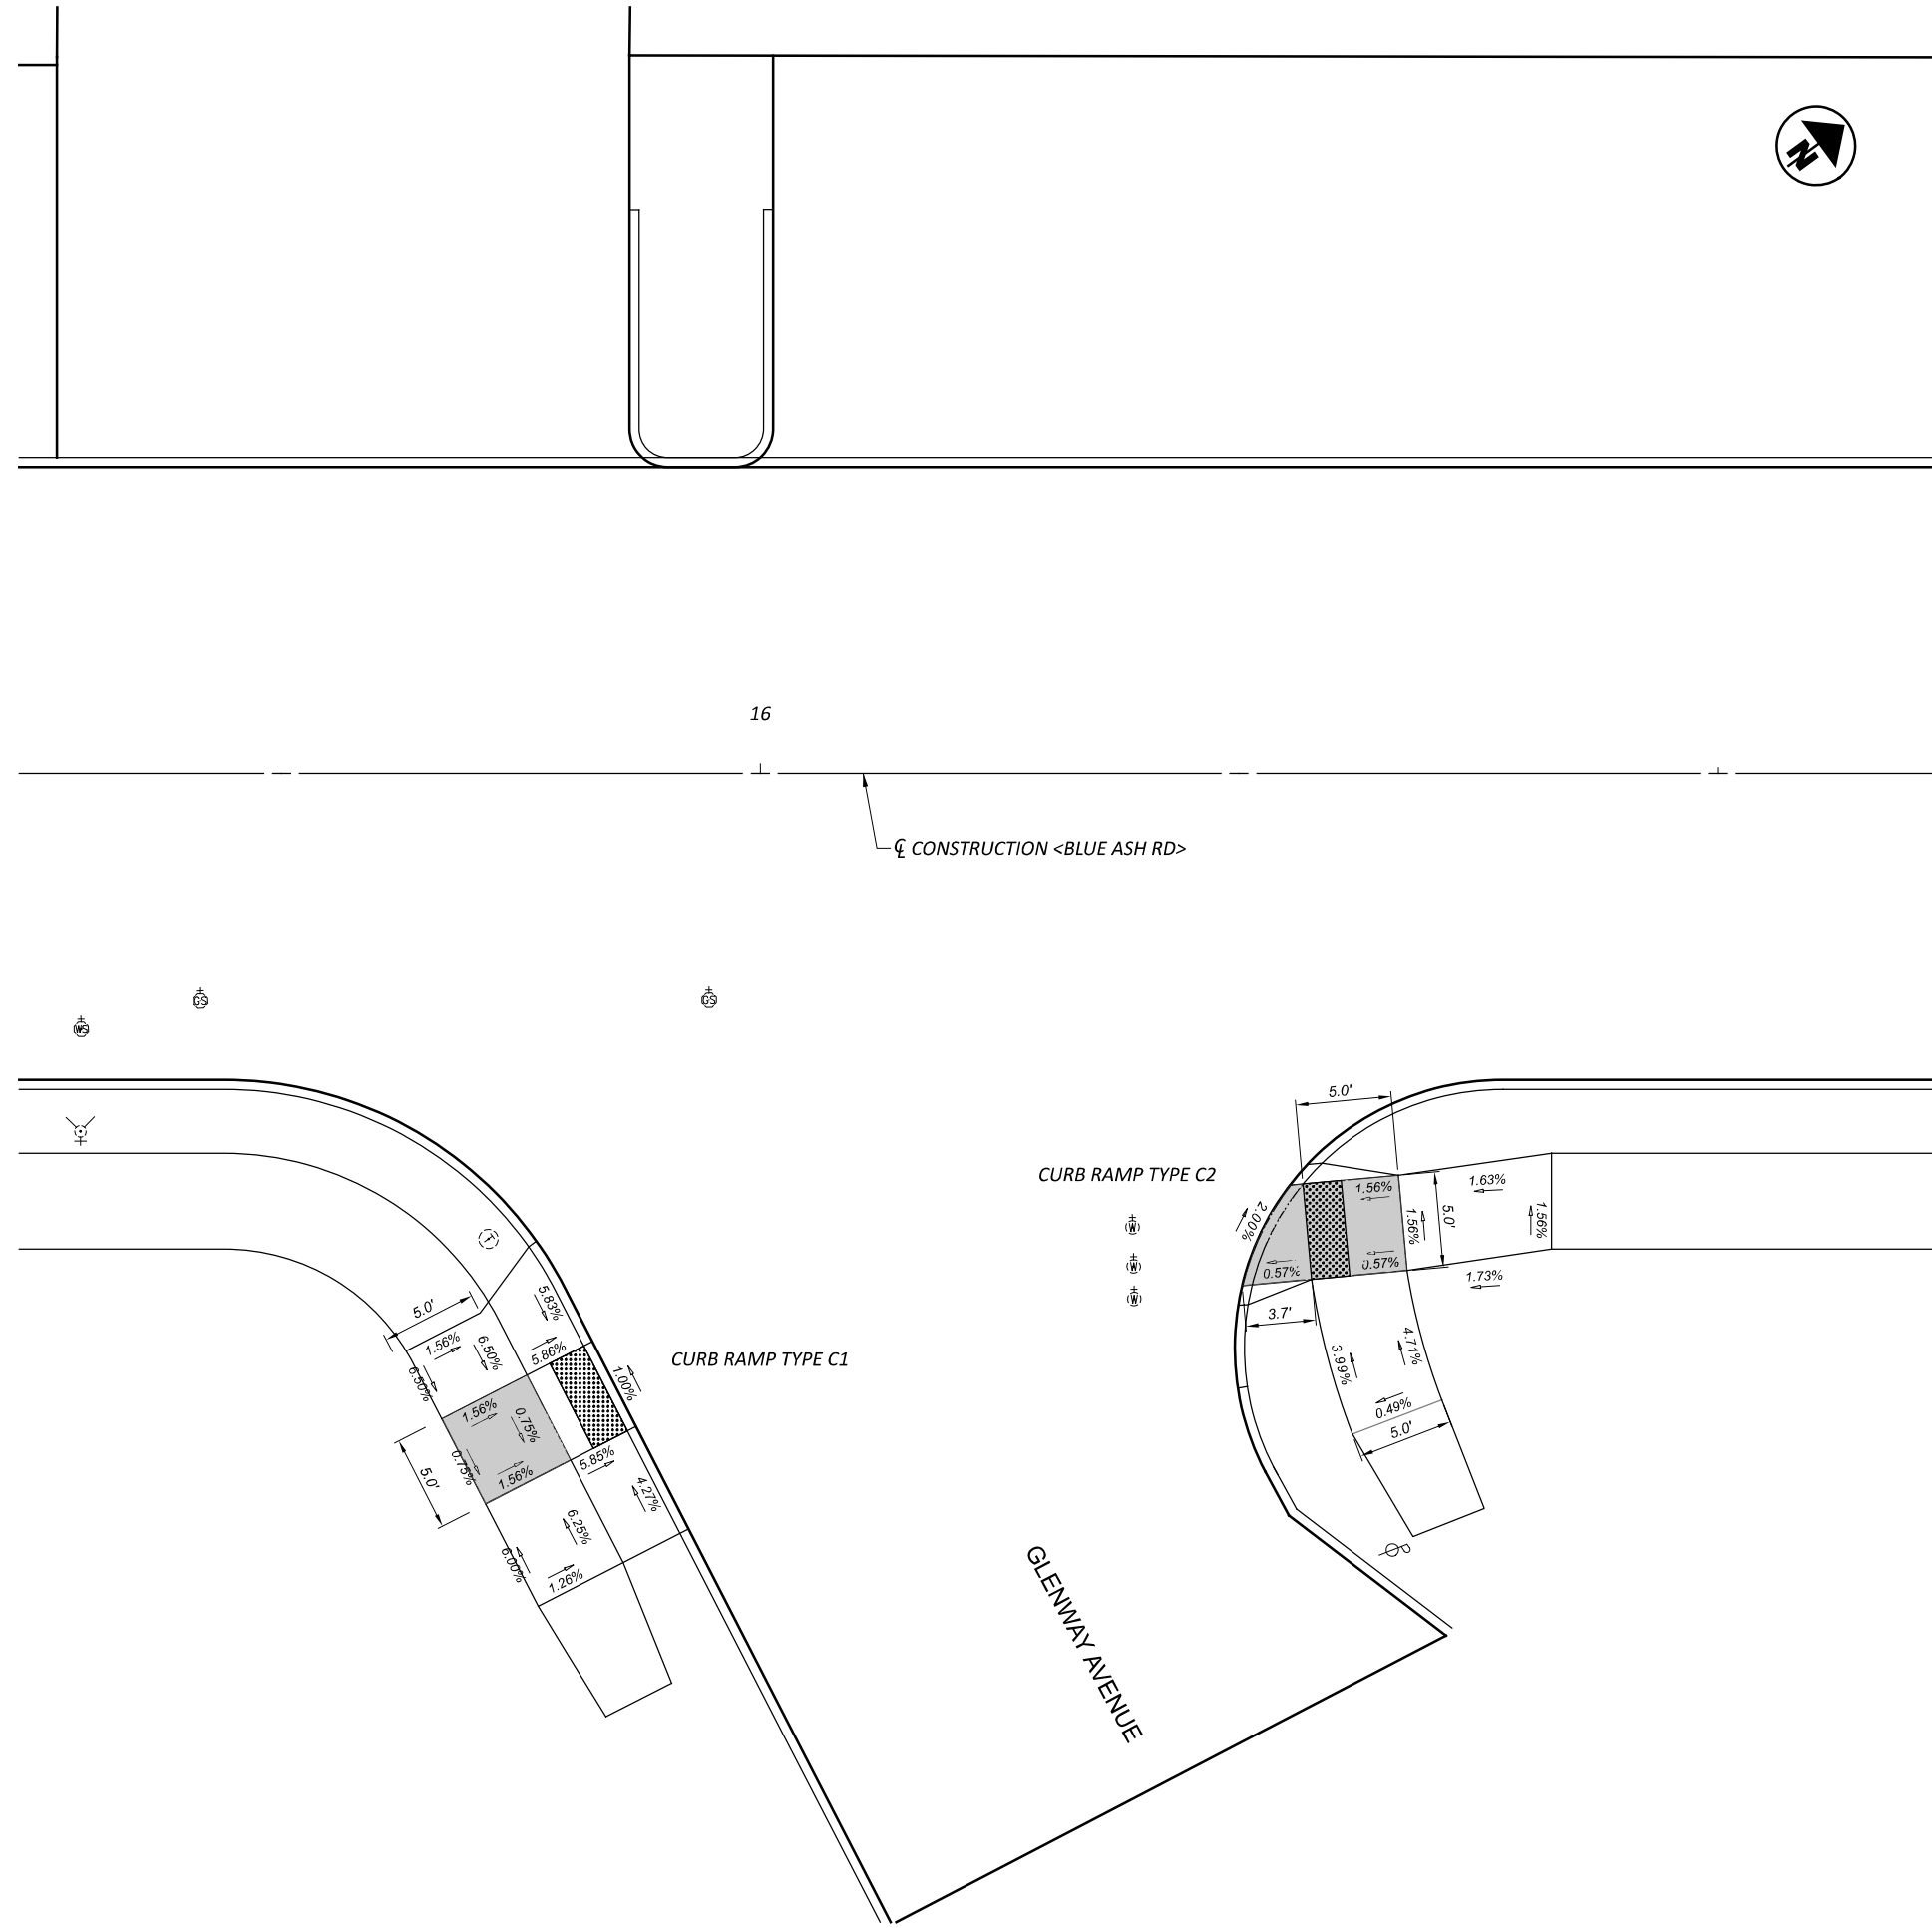 N
16
℄ CONSTRUCTION <BLUE ASH RD>
GS
GS
WS
5.0'
CURB RAMP TYPE C2
1.63%
1.56%
1.56%
5.0'
1.56%
2.00%
W
W
W
0.57%
0.57%
1.73%
3.7'
T
5.83%
5.0'
1.56%
6.50%
5.86%
CURB RAMP TYPE C1
6.50%
1.00%
3.99%
4.71%
1.56%
0.75%
0.49%
5.0'
0.75%
5.0'
1.56%
5.85%
4.27%
6.25%
6.00%
1.26%
P
GLENWAY AVENUE